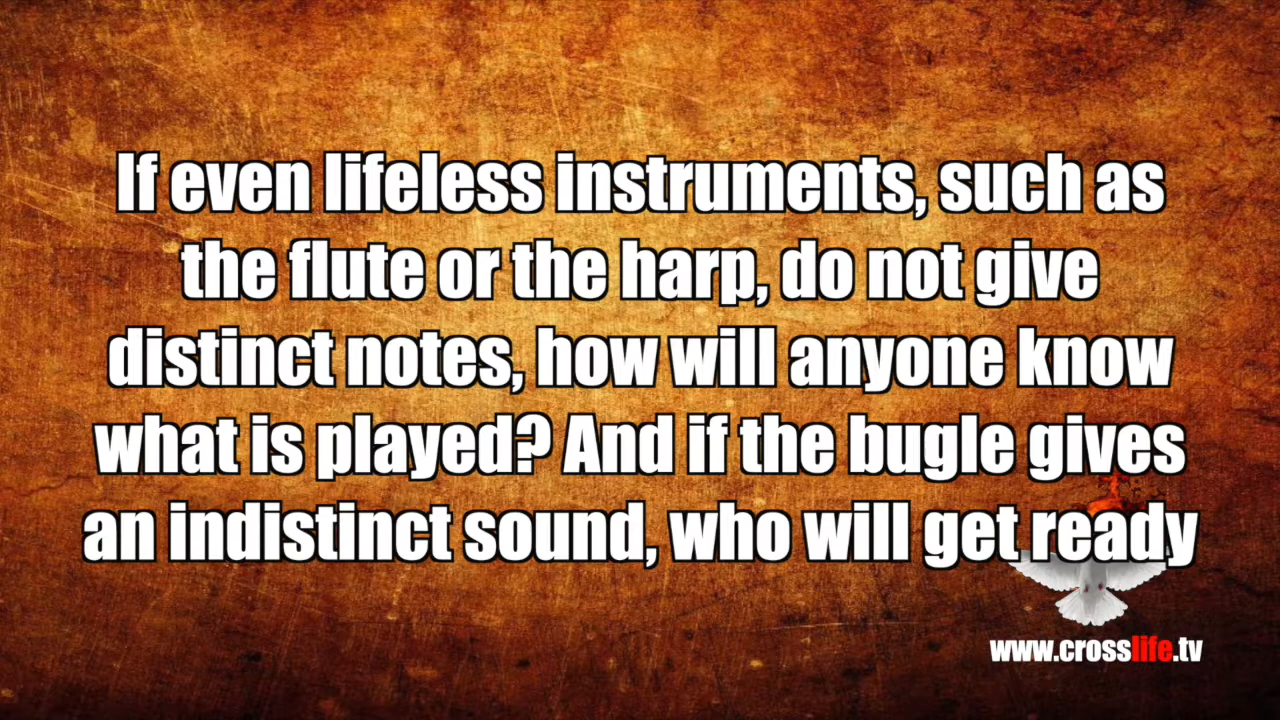 If even lifeless instruments, such as
the flute or the harp, do not give
distinct notes, how will anyone know
what is played? And if the bugle gives
an indistinct sound, who will get ready
www.crosslife.tv